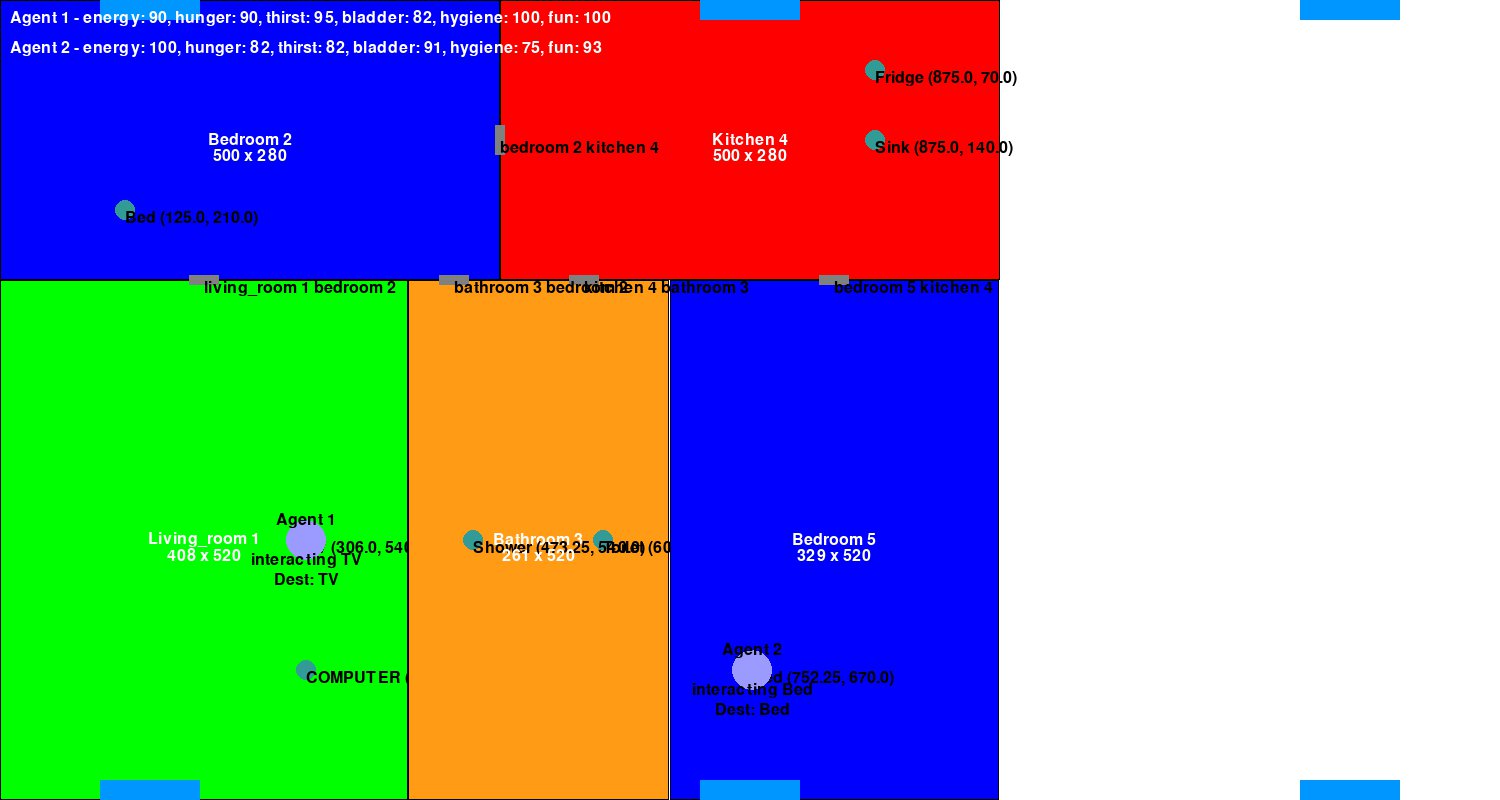 Agent 1 - energy: 90, hunger: 90, thirst: 95, bladder: 82, hygiene: 100, fun: 100
Agent 2 - energy: 100, hunger: 82, thirst: 82, bladder: 91, hygiene: 75, fun: 93
Fridge (875.0, 70.0)
Bedroom 2
500 x 280
bedroom 2 kitchen 4
Kitchen 4
500 x 280
Sink (875.0, 140.0)
Bed (125.0, 210.0)
living_room 1 bedroom 2
bathroom 3 bedroom 2
kitchen 4 bathroom 3
bedroom 5 kitchen 4
Agent 1
Living_room 1
408 x 520
(306.0, 540
interacting TV
Dest: TV
Shower (473.25, 540.0)
Bathroom 3
261 x 520
Toilet (60
Bedroom 5
329 x 520
COMPUTER (
Agent 2
(752.25, 670.0)
interacting Bed
Dest: Bed